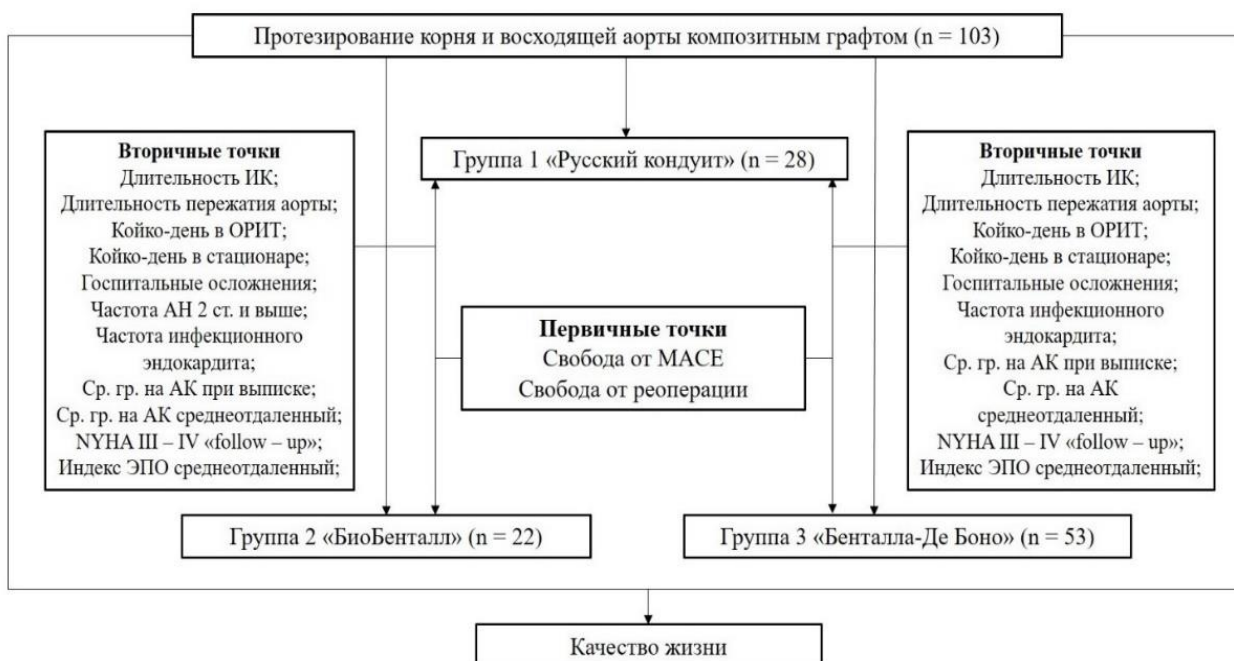 Протезирование корня и восходящей аорты композитным графтом (n = 103)
Группа 1 «Русский кондуит» (n = 28)
Вторичные точки
Длительность ИК;
Длительность пережатия аорты;
Койко-день в ОРИТ;
Койко-день в стационаре;
Госпитальные осложнения;
Частота АН 2 ст. и выше;
Частота инфекционного
эндокардита;
Ср. гр. на АК при выписке;
Ср. гр. на АК среднеотдаленный;
NYHA III – IV «follow – up»;
Индекс ЭПО среднеотдаленный;
Первичные точки
Свобода от MACE
Свобода от реоперации
Вторичные точки
Длительность ИК;
Длительность пережатия аорты;
Койко-день в ОРИТ;
Койко-день в стационаре;
Госпитальные осложнения;
Частота инфекционного
эндокардита;
Ср. гр. на АК при выписке;
Ср. гр. на АК
среднеотдаленный;
NYHA III – IV «follow – up»;
Индекс ЭПО среднеотдаленный;
Группа 2 «БиоБенталл» (n = 22)
Группа 3 «Бенталла-Де Боно» (n = 53)
Качество жизни